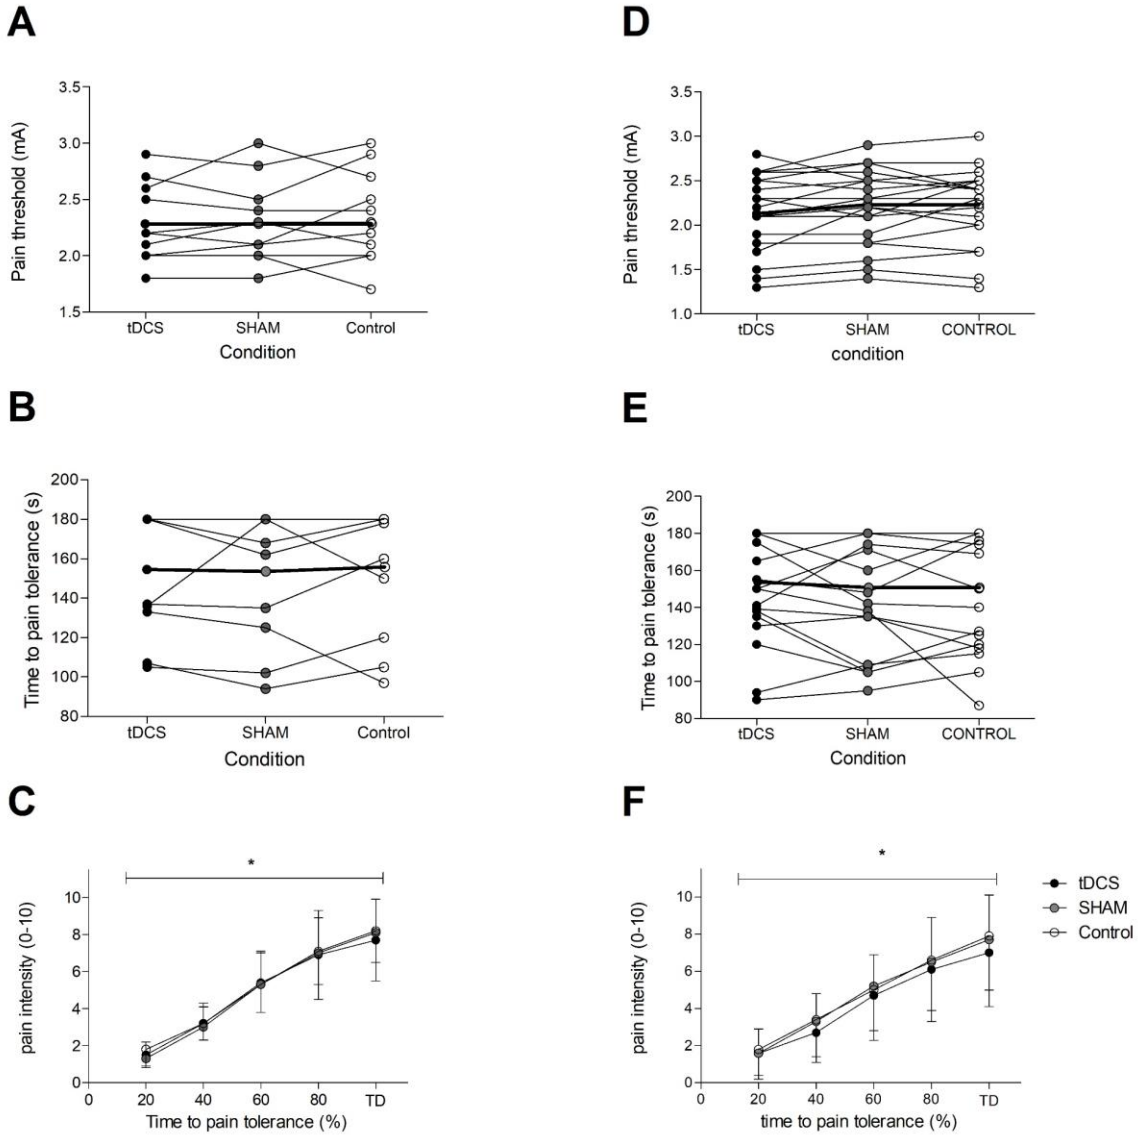 A
3.5
3.0
2.5
2.0
1.5
Pain threshold (mA)
tDCS SHAM Control
Condition
D
3.5
3.0
2.5
2.0
1.5
1.0
Pain threshold (mA)
tDCS SHAM CONTROL
condition
B
200
180
160
140
120
100
80
Time to pain tolerance (s)
tDCS SHAM Control
Condition
E
200
180
160
140
120
100
80
Time to pain tolerance (s)
tDCS SHAM CONTROL
Condition
C
*
10
8
6
4
2
0
pain intensity (0-10)
0 20 40 60 80 TD
Time to pain tolerance (%)
F
*
10
8
6
4
2
0
pain intensity (0-10)
0 20 40 60 80 TD
time to pain tolerance (%)
tDCS
SHAM
Control